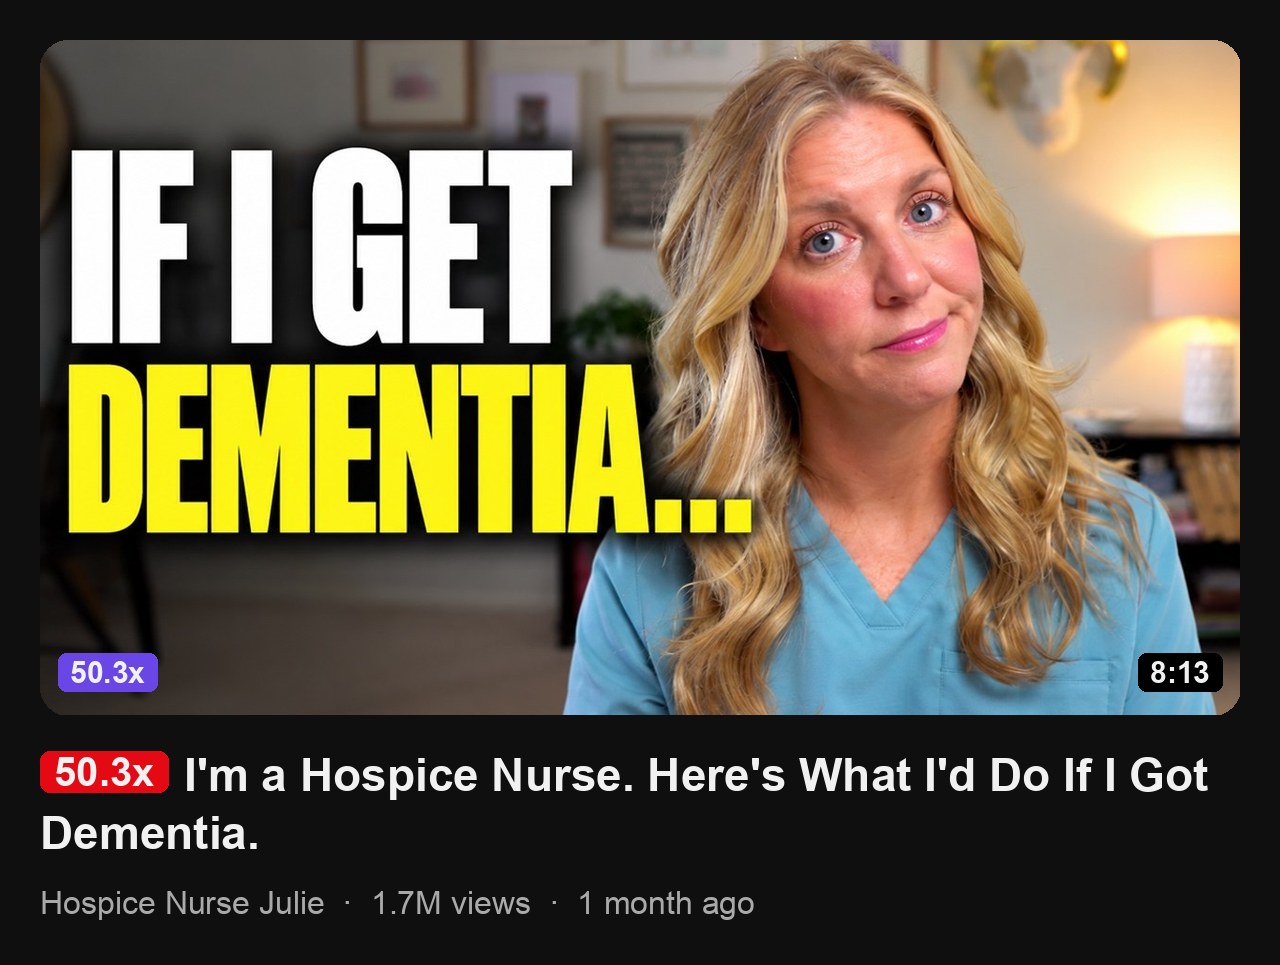 IF I GET
DEMENTIA...
50.3x
8:13
50.3x I'm a Hospice Nurse. Here's What I'd Do If I Got
Dementia.
Hospice Nurse Julie · 1.7M views · 1 month ago